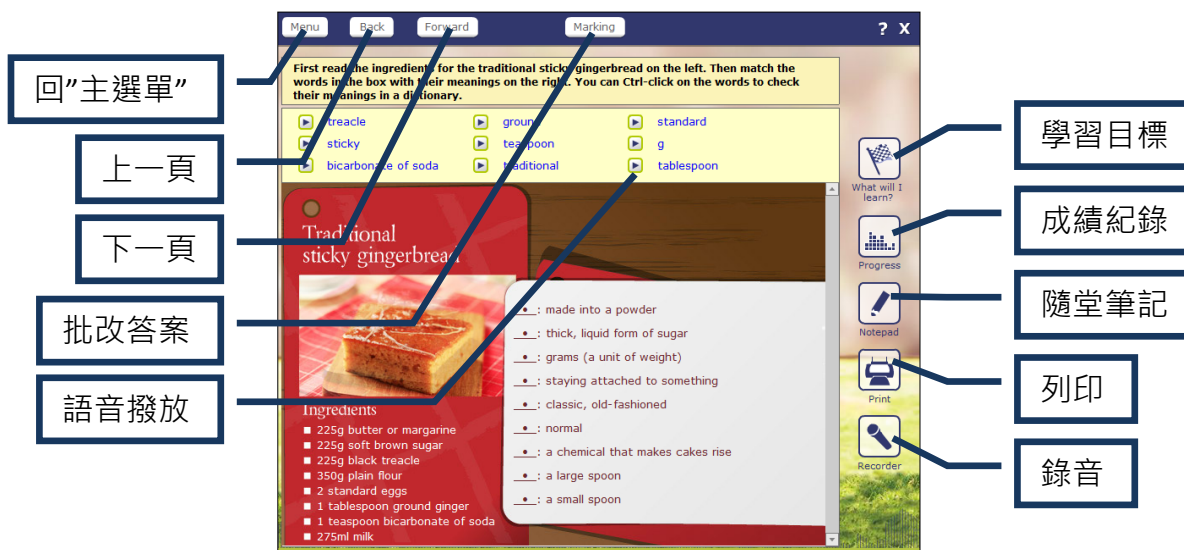 Menu
Back
Forward
Marking
? X
First read the ingredients for the traditional sticky gingerbread on the left. Then match the
words in the box with their meanings on the right. You can Ctrl-click on the words to check
their meanings in a dictionary.
treacle
ground
standard
sticky
teaspoon
g
bicarbonate of soda
traditional
tablespoon
Traditional
sticky gingerbread
Ingredients
225g butter or margarine
225g soft brown sugar
225g black treacle
350g plain flour
2 standard eggs
1 tablespoon ground ginger
1 teaspoon bicarbonate of soda
275ml milk
: made into a powder
: thick, liquid form of sugar
: grams (a unit of weight)
: staying attached to something
: classic, old-fashioned
: normal
: a chemical that makes cakes rise
: a large spoon
: a small spoon
What will I
learn?
Progress
Notepad
Print
Recorder
回”主選單”
上一頁
下一頁
批改答案
語音撥放
學習目標
成績紀錄
隨堂筆記
列印
錄音